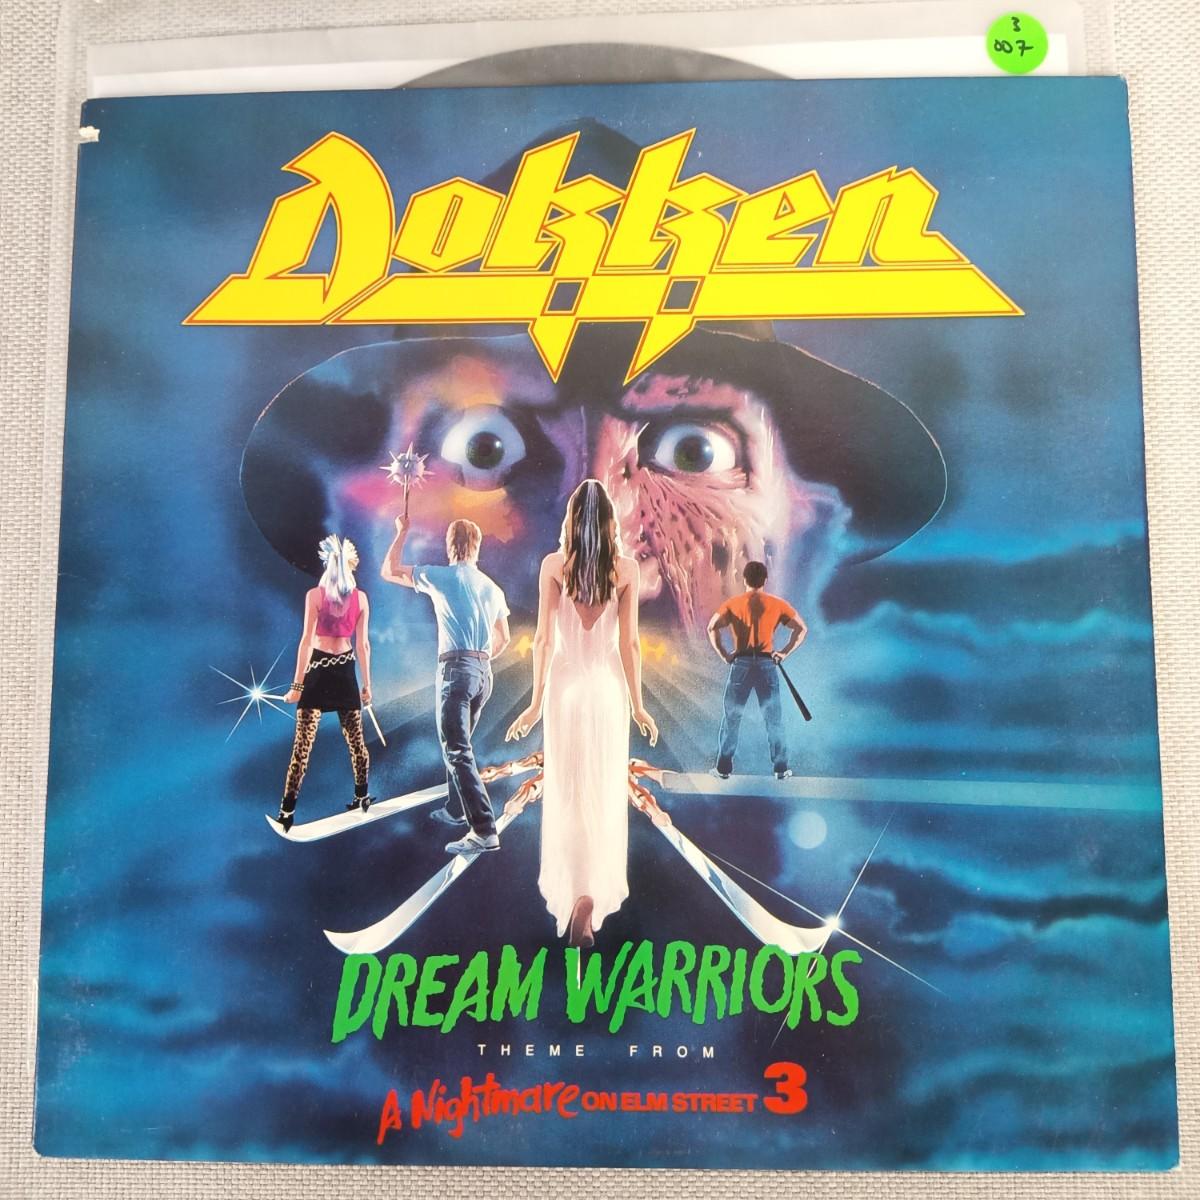 3
007
Dokken
DREAM WARRIORS
THEME FROM
A Nightmare ON ELM STREET 3